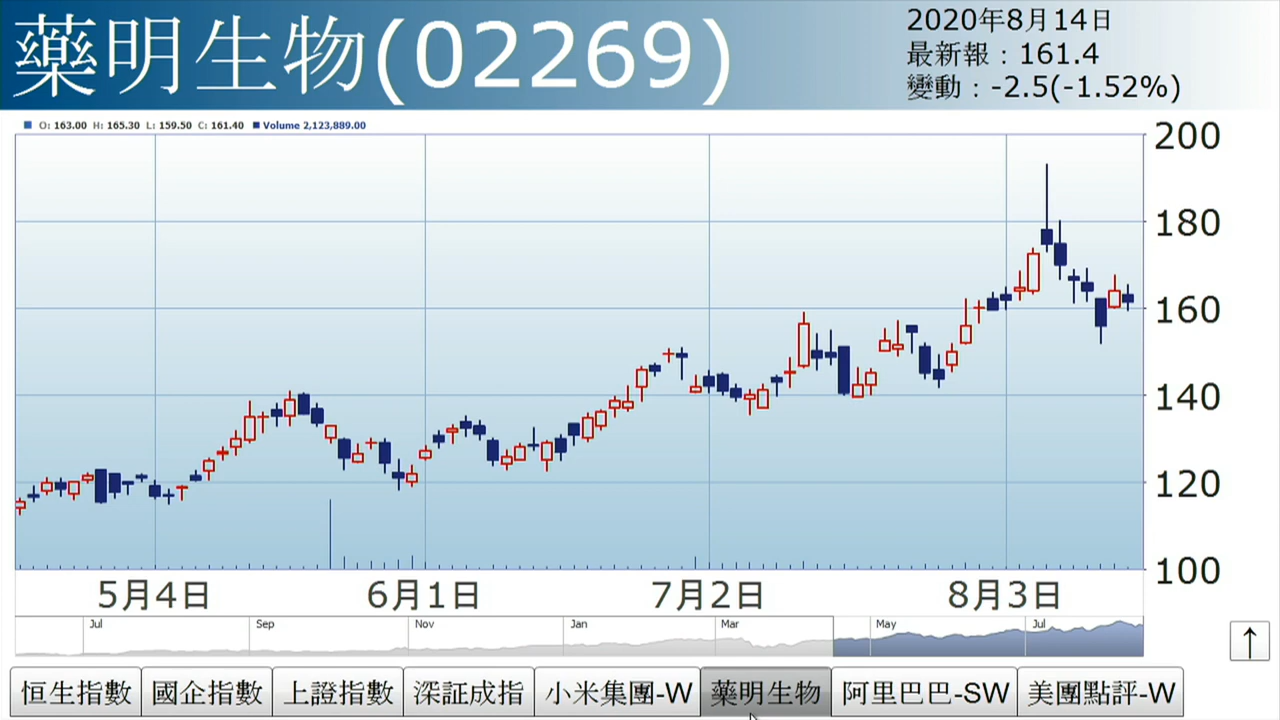 藥明生物(02269)
2020年8月14日
最新報：161.4
變動：-2.5(-1.52%)
O: 163.00 H: 165.30 L: 159.50 C: 161.40 Volume 2,123,889.00
200
180
160
140
120
100
5月4日 6月1日 7月2日 8月3日
Jul Sep Nov Jan Mar May Jul
↑
恒生指數 國企指數 上證指數 深証成指 小米集團-W 藥明生物 阿里巴巴-SW 美團點評-W